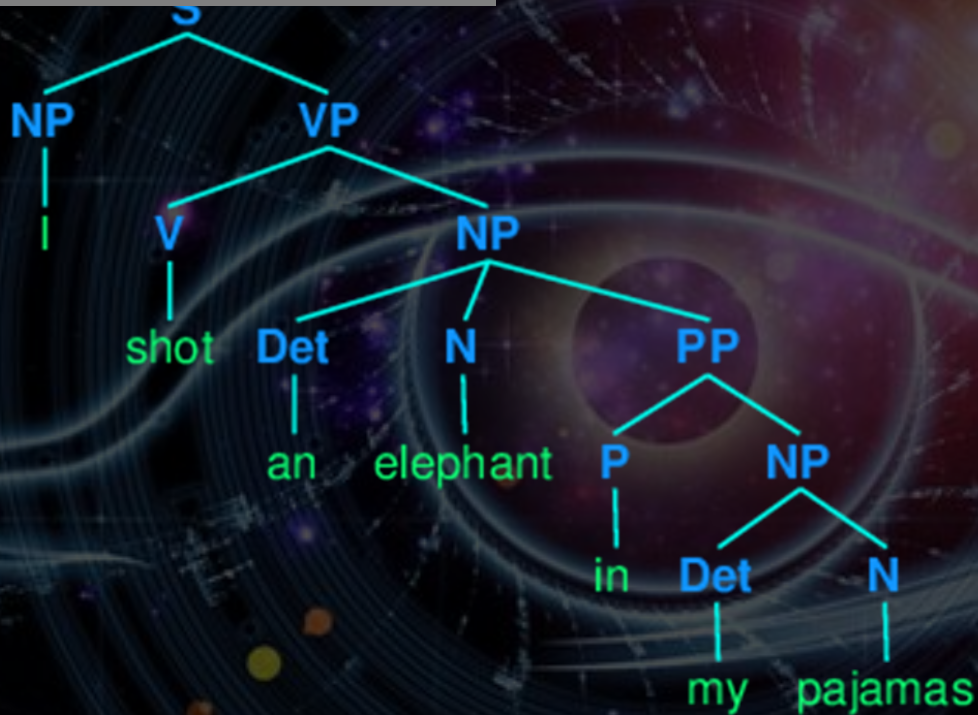 S
NP VP
I V NP
shot Det N PP
an elephant P NP
in Det N
my pajamas